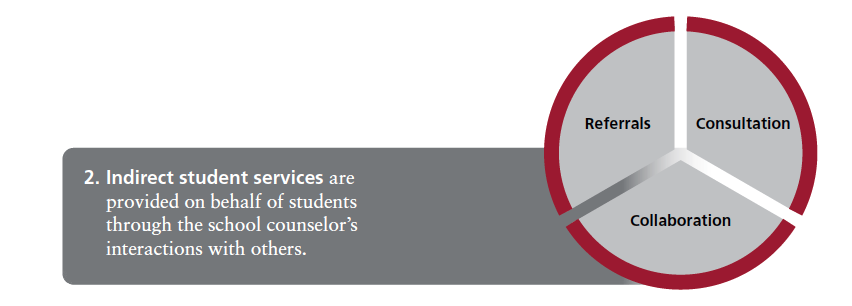 Referrals
Consultation
2. Indirect student services are
provided on behalf of students
through the school counselor’s
interactions with others.
Collaboration